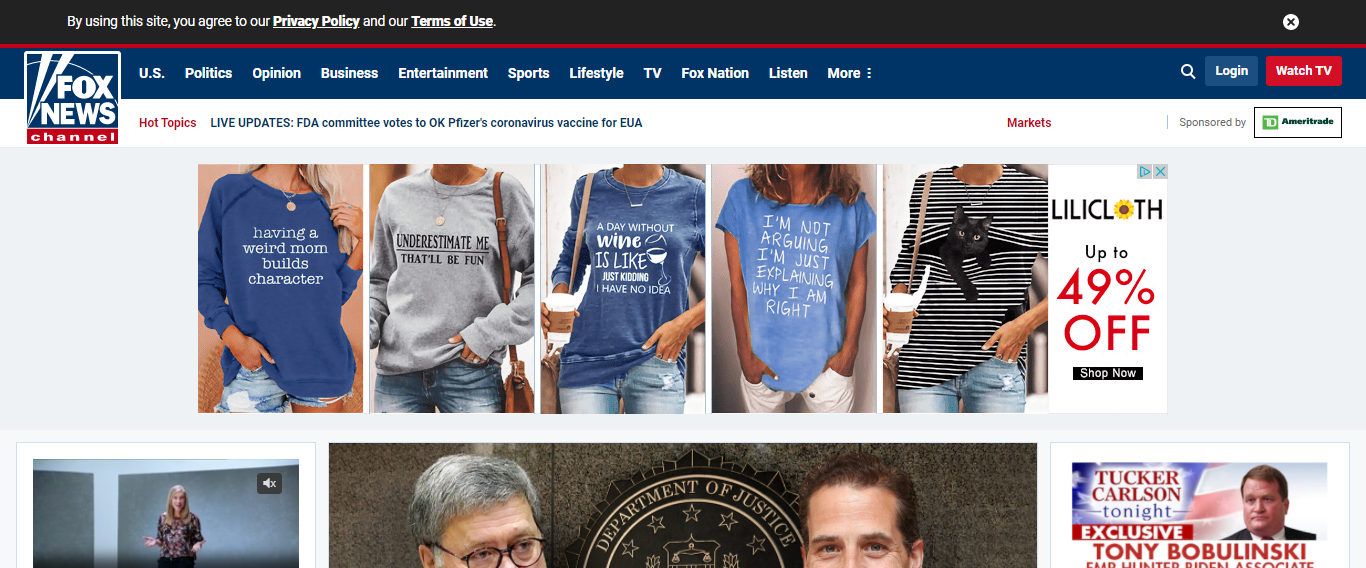 By using this site, you agree to our Privacy Policy and our Terms of Use.
FOX
NEWS
channel
U.S. Politics Opinion Business Entertainment Sports Lifestyle TV Fox Nation Listen More
Login
Watch TV
Hot Topics LIVE UPDATES: FDA committee votes to OK Pfizer's coronavirus vaccine for EUA
Markets
Sponsored by
TD Ameritrade
having a
weird mom
builds
character
UNDERESTIMATE ME
THAT'LL BE FUN
A DAY WITHOUT
wine
IS LIKE
JUST KIDDING
I HAVE NO IDEA
I'M NOT
ARGUING
I'M JUST
EXPLAINING
WHY I AM
RIGHT
LILICLOTH
Up to
49%
OFF
Shop Now
DEPARTMENT OF JUSTICE
TUCKER
CARLSON
tonight
EXCLUSIVE
TONY BOBULINSKI
FMR HUNTER BIDEN ASSOCIATE